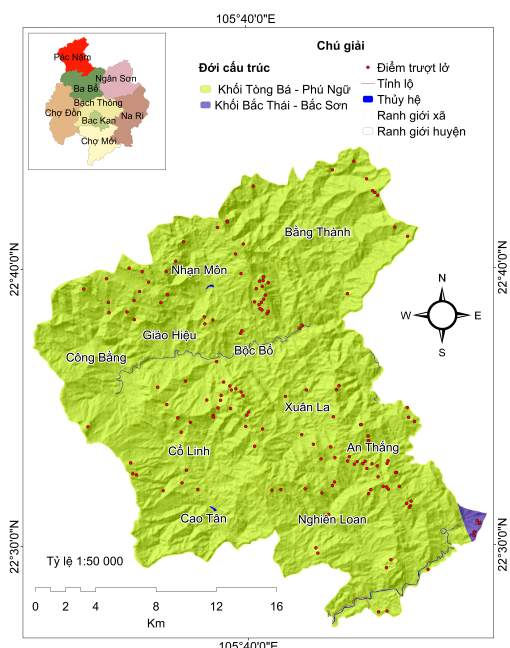 105°40'0"E
Pác Nặm
Ngân Sơn
Ba Bể
Bạch Thông
Chợ Đồn
Na Rì
Bac Kan
Chợ Mới
Chú giải
Đới cấu trúc
Khối Tòng Bá - Phú Ngữ
Khối Bắc Thái - Bắc Sơn
Điểm trượt lở
Tỉnh lộ
Thủy hệ
Ranh giới xã
Ranh giới huyện
Bằng Thành
22°40'0"N
22°40'0"N
Nhạn Môn
N
W
E
S
Giáo Hiệu
Bộc Bố
Công Bằng
Xuân La
Cổ Linh
An Thắng
Cao Tân
Nghiên Loan
22°30'0"N
22°30'0"N
Tỷ lệ 1:50 000
0 2 4 8 12 16
Km
105°40'0"E